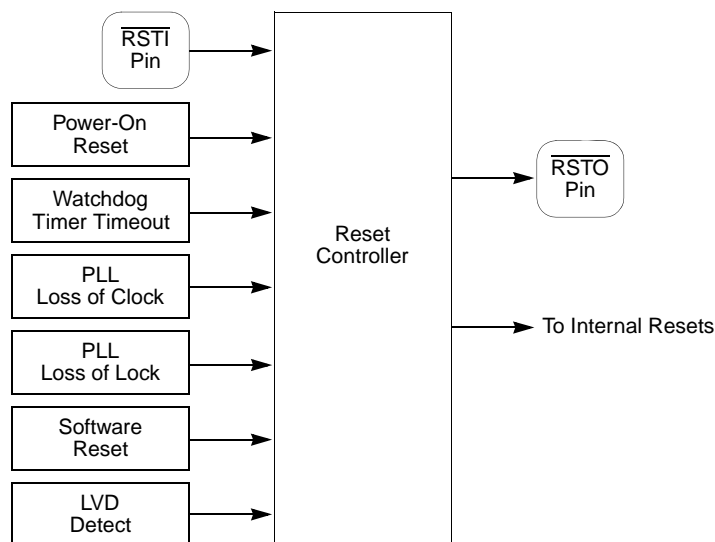 RSTI
Pin
Power-On
Reset
Watchdog
Timer Timeout
PLL
Loss of Clock
PLL
Loss of Lock
Software
Reset
LVD
Detect
Reset
Controller
RSTO
Pin
To Internal Resets